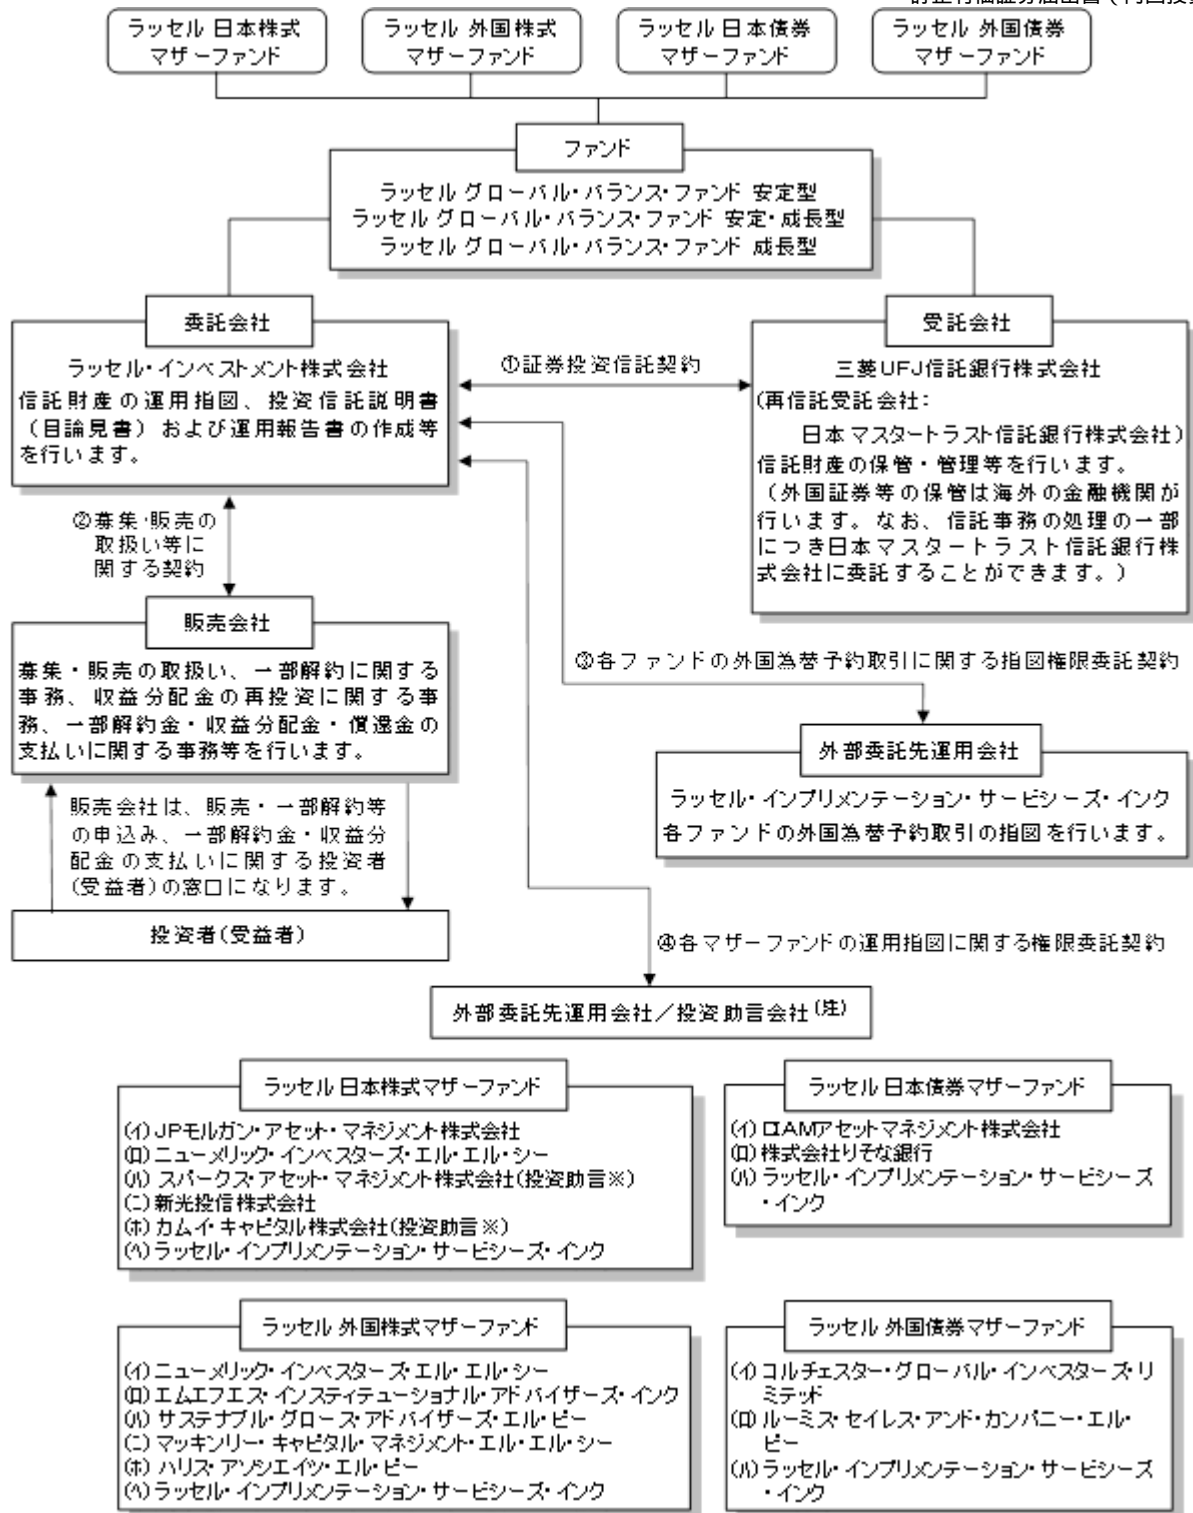 ラッセル 日本株式
マザーファンド
ラッセル 外国株式
マザーファンド
ラッセル 日本債券
マザーファンド
ラッセル 外国債券
マザーファンド
ファンド
ラッセル グローバル・バランス・ファンド 安定型
ラッセル グローバル・バランス・ファンド 安定・成長型
ラッセル グローバル・バランス・ファンド 成長型
委託会社
ラッセル・インベストメント株式会社
信託財産の運用指図、投資信託説明書
（目論見書）および運用報告書の作成等
を行います。
①証券投資信託契約
受託会社
三菱UFJ信託銀行株式会社
(再信託受託会社:
日本マスタートラスト信託銀行株式会社)
信託財産の保管・管理等を行います。
（外国証券等の保管は海外の金融機関が
行います。なお、信託事務の処理の一部
につき日本マスタートラスト信託銀行株
式会社に委託することができます。）
②募集・販売の
取扱い等に
関する契約
販売会社
募集・販売の取扱い、一部解約に関する
事務、収益分配金の再投資に関する事
務、一部解約金・収益分配金・償還金の
支払いに関する事務等を行います。
③各ファンドの外国為替予約取引に関する指図権限委託契約
外部委託先運用会社
ラッセル・インプリメンテーション・サービシーズ・インク
各ファンドの外国為替予約取引の指図を行います。
販売会社は、販売・一部解約等
の申込み、一部解約金・収益分
配金の支払いに関する投資者
(受益者)の窓口になります。
投資者(受益者)
④各マザーファンドの運用指図に関する権限委託契約
外部委託先運用会社／投資助言会社(注)
ラッセル 日本株式マザーファンド
(イ)JPモルガン・アセット・マネジメント株式会社
(ロ)ニューメリック・インベスターズ・エル・エル・シー
(ハ)スパークス・アセット・マネジメント株式会社(投資助言※)
(ニ)新光投信株式会社
(ホ)カムイ・キャピタル株式会社(投資助言※)
(ヘ)ラッセル・インプリメンテーション・サービシーズ・インク
ラッセル 日本債券マザーファンド
(イ)DIAMアセットマネジメント株式会社
(ロ)株式会社りそな銀行
(ハ)ラッセル・インプリメンテーション・サービシーズ
・インク
ラッセル 外国株式マザーファンド
(イ)ニューメリック・インベスターズ・エル・エル・シー
(ロ)エムエフエス・インスティテューショナル・アドバイザーズ・インク
(ハ)サステナブル・グロース・アドバイザーズ・エル・ピー
(ニ)マッキンリー・キャピタル・マネジメント・エル・エル・シー
(ホ)ハリス・アソシエイツ・エル・ピー
(ヘ)ラッセル・インプリメンテーション・サービシーズ・インク
ラッセル 外国債券マザーファンド
(イ)コルチェスター・グローバル・インベスターズ・リ
ミテッド
(ロ)ルーミス・セイレス・アンド・カンパニー・エル・
ピー
(ハ)ラッセル・インプリメンテーション・サービシーズ
・インク